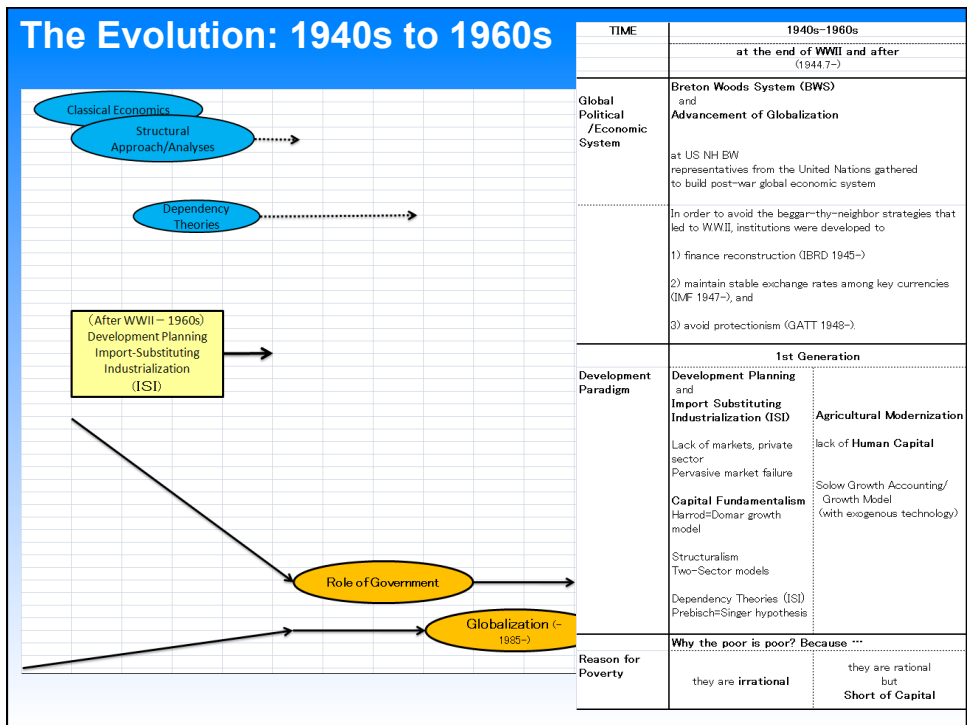 The Evolution: 1940s to 1960s
Classical Economics
Structural
Approach/Analyses
Dependency
Theories
(After WWII – 1960s)
Development Planning
Import-Substituting
Industrialization
(ISI)
Role of Government
Globalization (–
1985–)
TIME
1940s-1960s
at the end of WWII and after
(1944.7-)
Global
Political
/Economic
System
Breton Woods System (BWS)
and
Advancement of Globalization
at US NH BW
representatives from the United Nations gathered
to build post-war global economic system
In order to avoid the beggar-thy-neighbor strategies that
led to W.W.II, institutions were developed to
1) finance reconstruction (IBRD 1945-)
2) maintain stable exchange rates among key currencies
(IMF 1947-), and
3) avoid protectionism (GATT 1948-).
1st Generation
Development
Paradigm
Development Planning
and
Import Substituting
Industrialization (ISI)
Lack of markets, private
sector
Pervasive market failure
Capital Fundamentalism
Harrod=Domar growth
model
Structuralism
Two-Sector models
Dependency Theories (ISI)
Prebisch=Singer hypothesis
Agricultural Modernization
lack of Human Capital
Solow Growth Accounting/
Growth Model
(with exogenous technology)
Why the poor is poor? Because ···
Reason for
Poverty
they are irrational
they are rational
but
Short of Capital